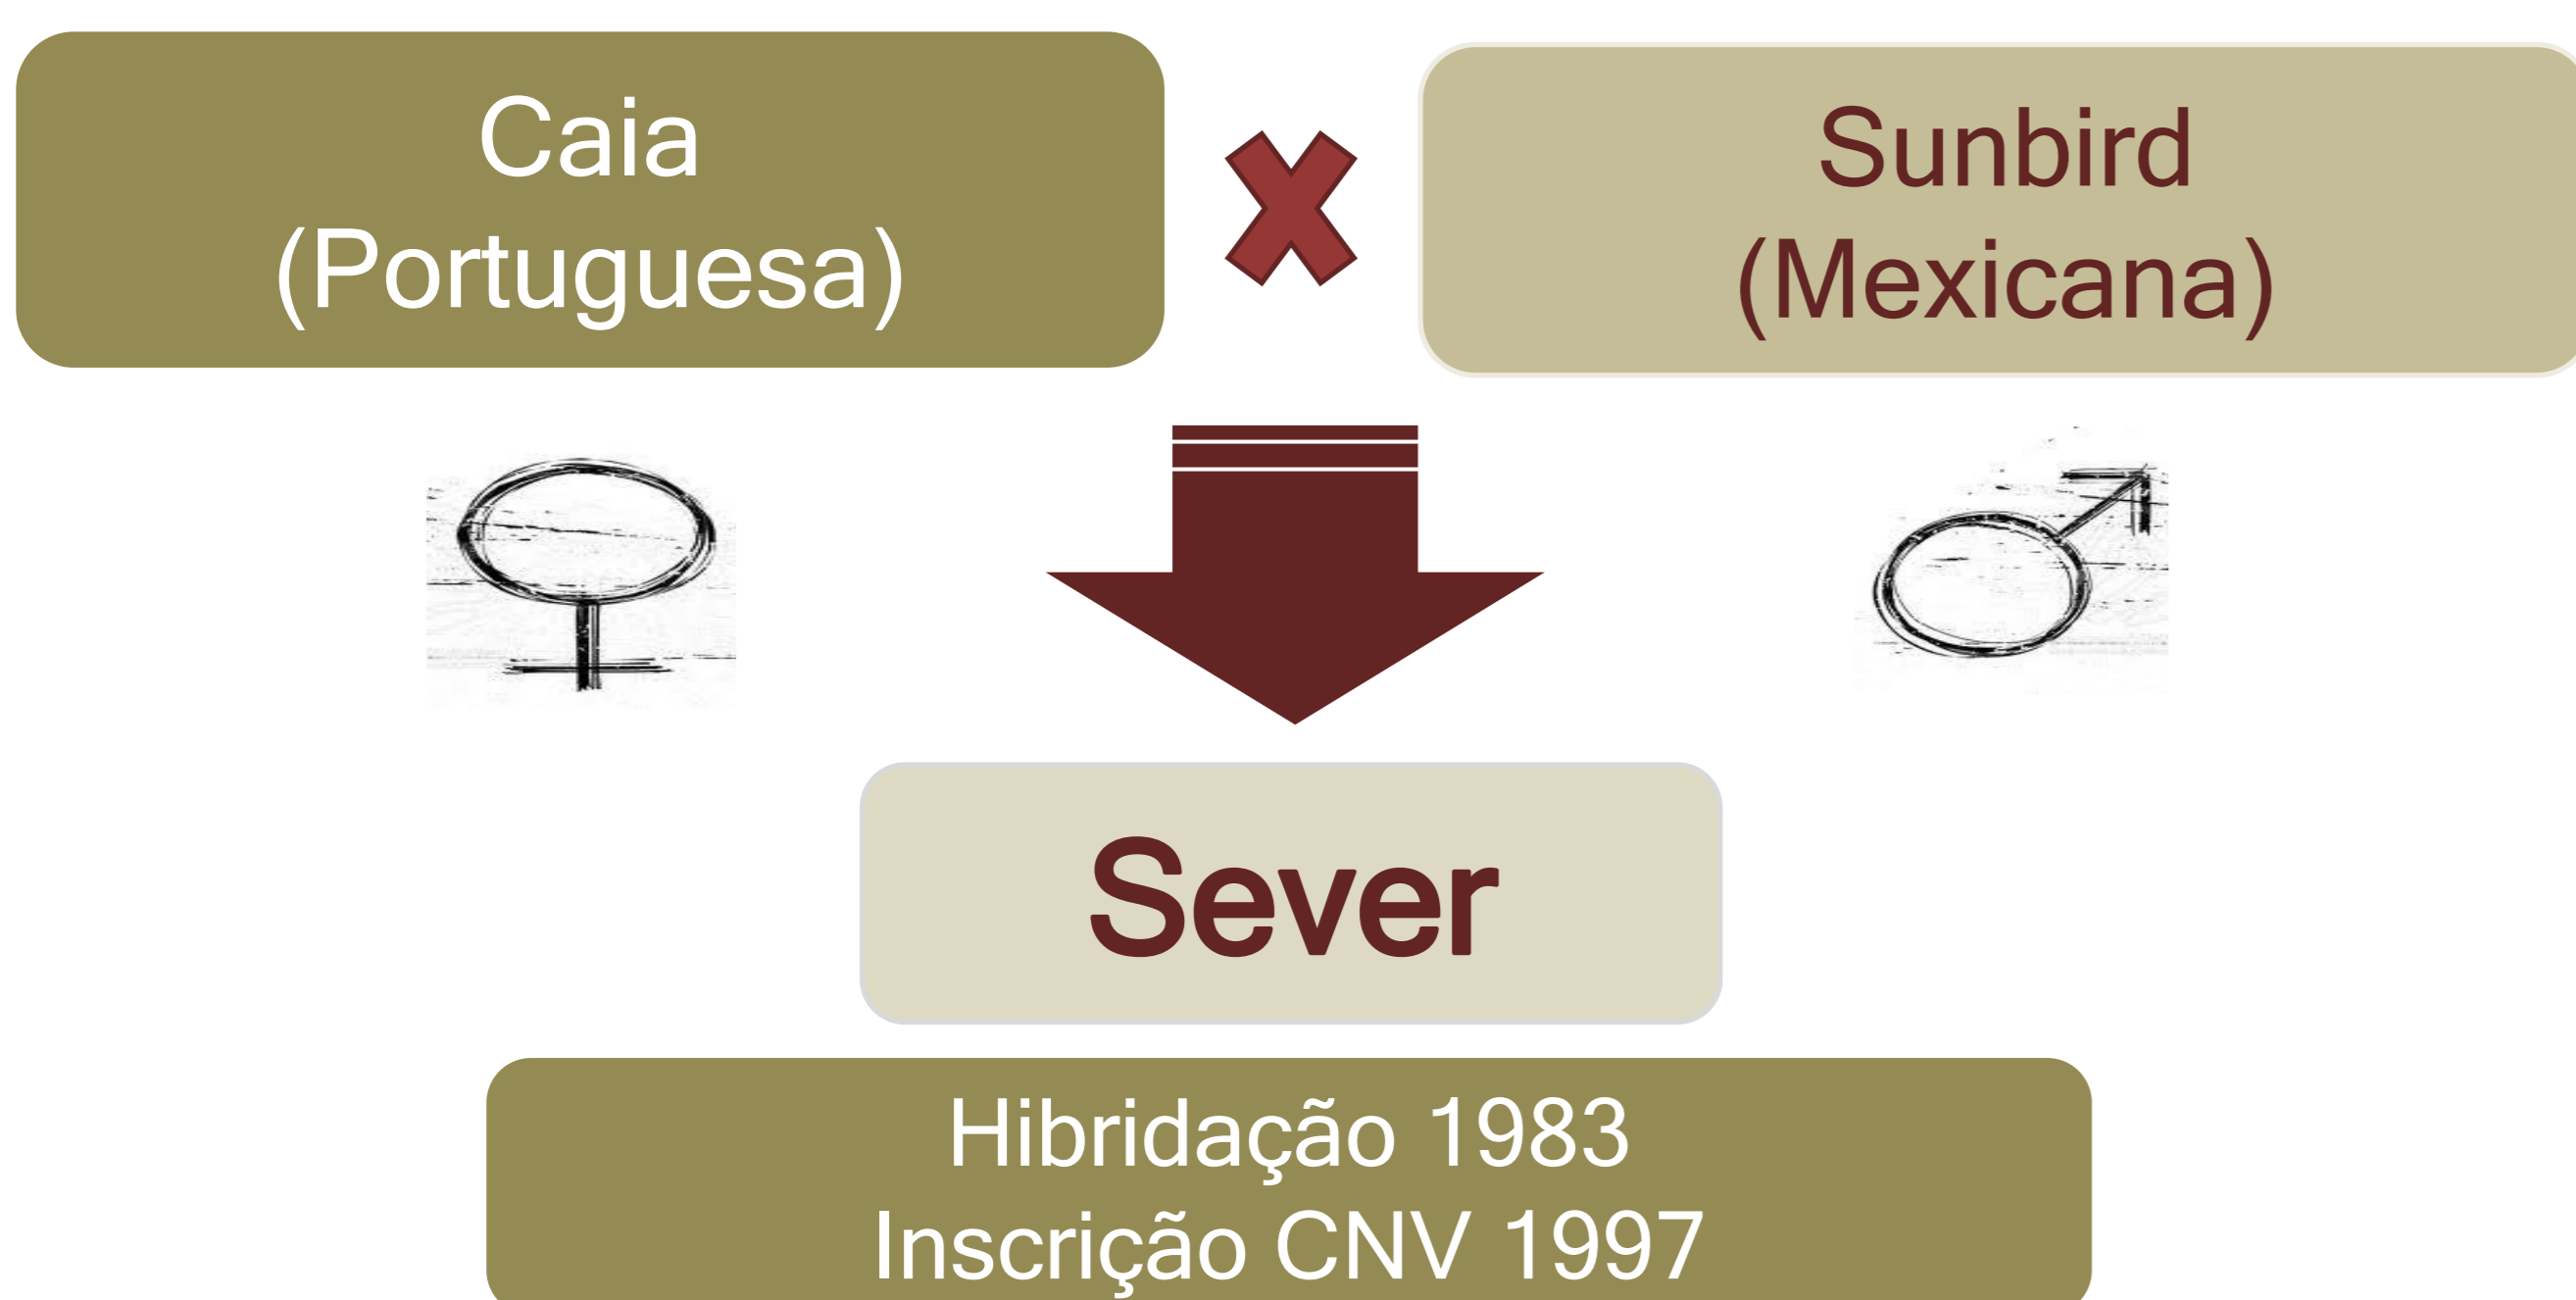 Caia
(Portuguesa)
Sunbird
(Mexicana)
Sever
Hibridação 1983
Inscrição CNV 1997